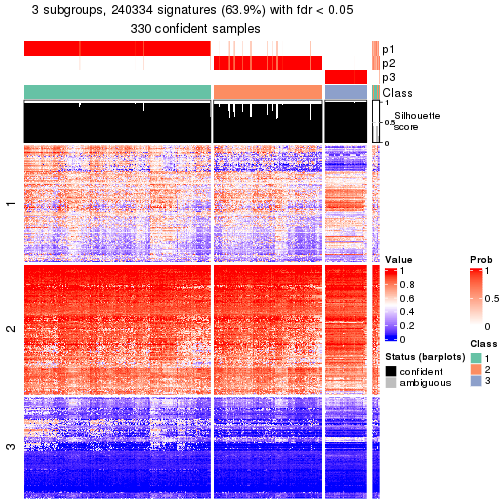 3 subgroups, 240334 signatures (63.9%) with fdr < 0.05
330 confident samples
p1
p2
p3
Class
1
0.5
0
Silhouette
score
1
2
3
Value
1
0.8
0.6
0.4
0.2
0
Prob
1
0.5
0
Status (barplots)
confident
ambiguous
Class
1
2
3